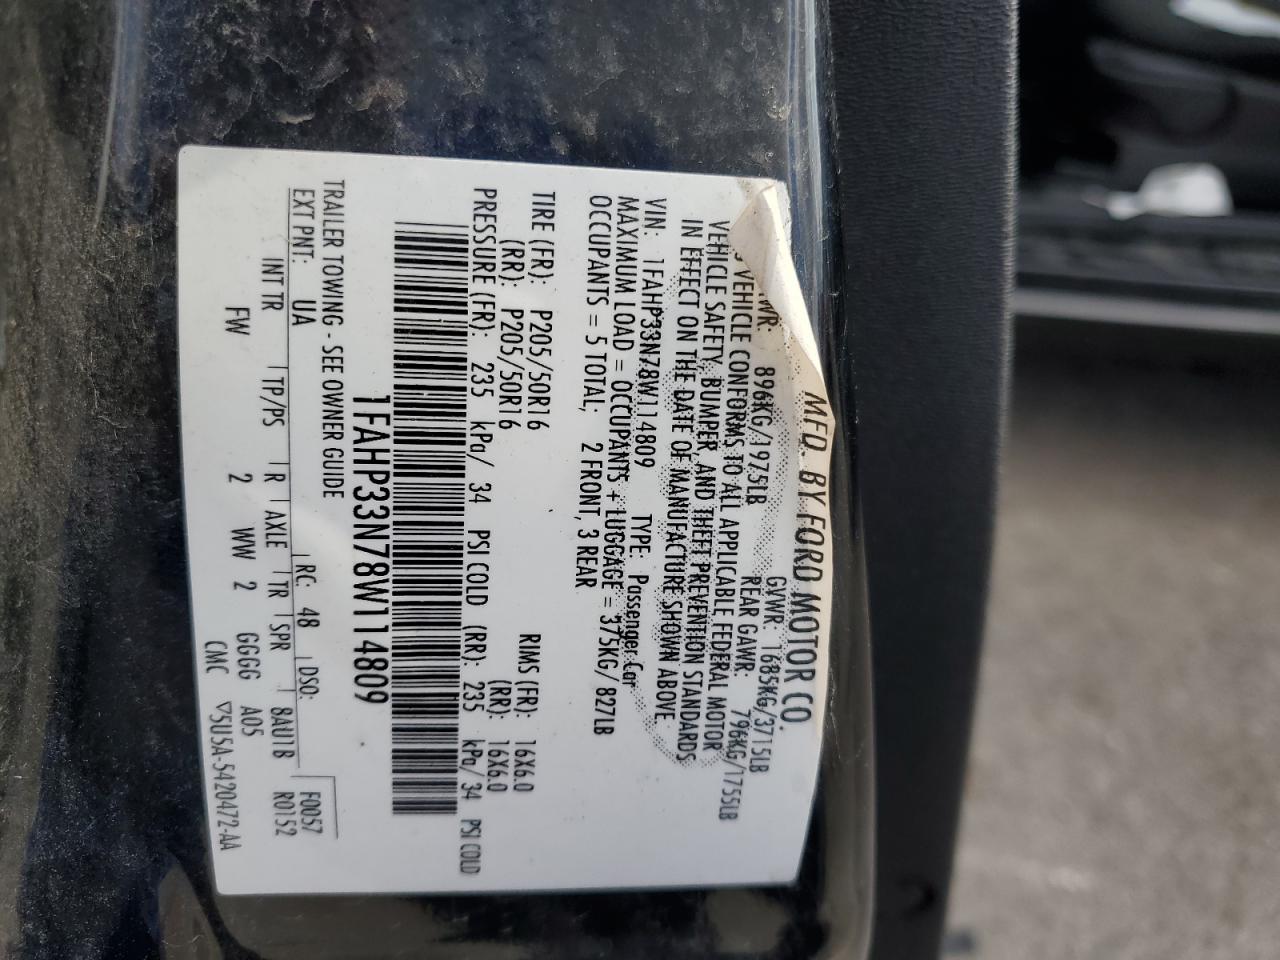 MFD. BY FORD MOTOR CO.
GVWR: 1685KG/3715LB
WR: 896KG/1975LB REAR GAWR: 796KG/1755LB
VEHICLE CONFORMS TO ALL APPLICABLE FEDERAL MOTOR
VEHICLE SAFETY, BUMPER, AND THEFT PREVENTION STANDARDS
IN EFFECT ON THE DATE OF MANUFACTURE SHOWN ABOVE
VIN: 1FAHP33N78W114809 TYPE: Passenger Car
MAXIMUM LOAD = OCCUPANTS + LUGGAGE = 375KG/ 827LB
OCCUPANTS = 5 TOTAL, 2 FRONT, 3 REAR
TIRE (FR): P205/50R16 RIMS (FR): 16X6.0
(RR): P205/50R16 (RR): 16X6.0
PRESSURE (FR): 235 kPa/ 34 PSI COLD (RR): 235 kPa/ 34 PSI COLD
1FAHP33N78W114809
TRAILER TOWING - SEE OWNER GUIDE F0057
EXT PNT: UA RC: 48 DSO: R0152
INT TR TP/PS R AXLE TR SPR 8AU1B
FW 2 WW 2 GGGG A05
CMC ▽5U5A-5420472-AA